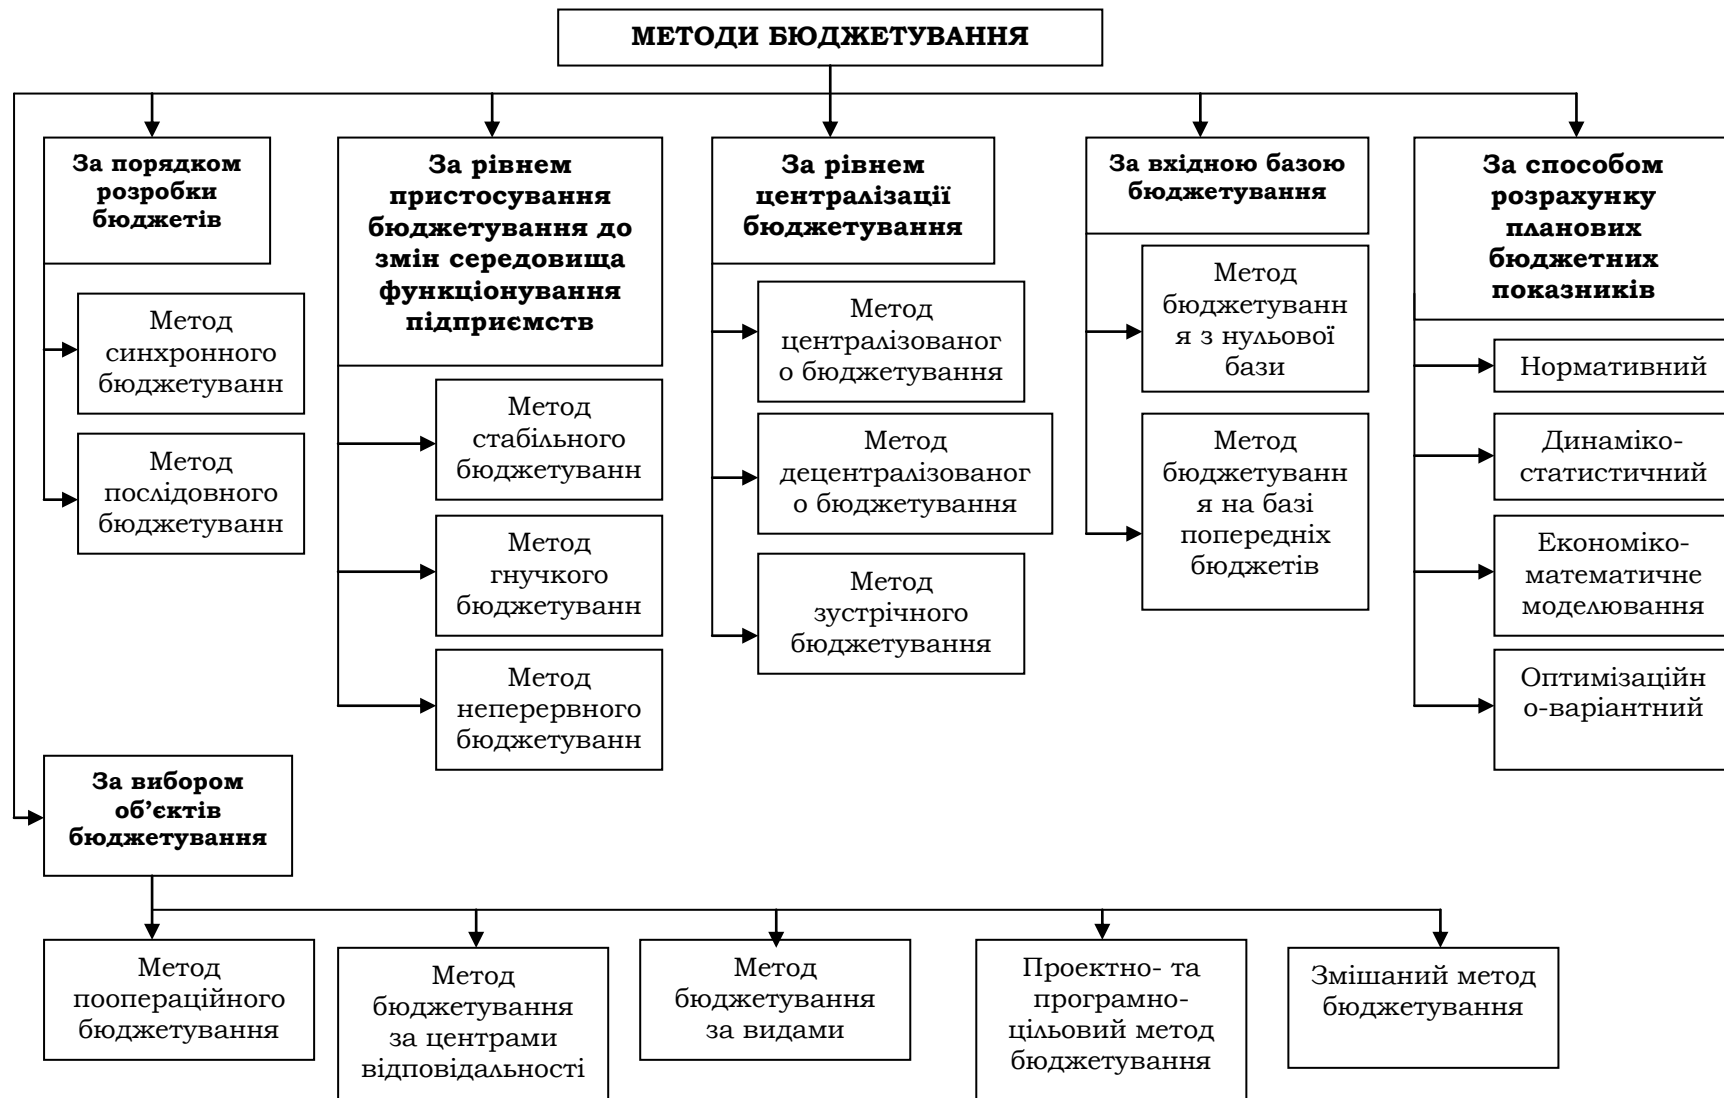 МЕТОДИ БЮДЖЕТУВАННЯ
За порядком
розробки
бюджетів
Метод
синхронного
бюджетуванн
Метод
послідовного
бюджетуванн
За рівнем
пристосування
бюджетування до
змін середовища
функціонування
підприємств
Метод
стабільного
бюджетуванн
Метод
гнучкого
бюджетуванн
Метод
неперервного
бюджетуванн
За рівнем
централізації
бюджетування
Метод
централізованог
о бюджетування
Метод
децентралізованог
о бюджетування
Метод
зустрічного
бюджетування
За вхідною базою
бюджетування
Метод
бюджетуванн
я з нульової
бази
Метод
бюджетуванн
я на базі
попередніх
бюджетів
За способом
розрахунку
планових
бюджетних
показників
Нормативний
Динаміко-
статистичний
Економіко-
математичне
моделювання
Оптимізаційн
о-варіантний
За вибором
об’єктів
бюджетування
Метод
поопераційного
бюджетування
Метод
бюджетування
за центрами
відповідальності
Метод
бюджетування
за видами
Проектно- та
програмно-
цільовий метод
бюджетування
Змішаний метод
бюджетування